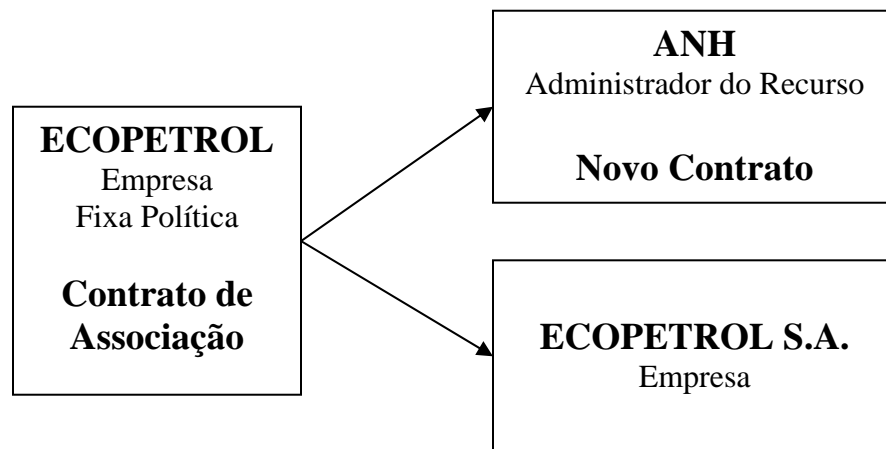 ECOPETROL
Empresa
Fixa Política
Contrato de
Associação
ANH
Administrador do Recurso
Novo Contrato
ECOPETROL S.A.
Empresa